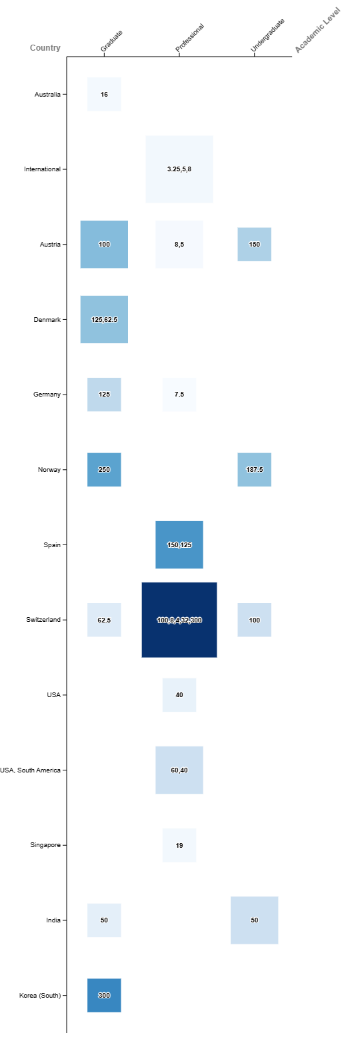 Country
Graduate
Professional
Undergraduate
Academic Level
Australia
16
International
3.25,5,8
Austria
100
8,5
150
Denmark
125,62.5
Germany
125
7.5
Norway
250
187.5
Spain
150,125
Switzerland
62.5
100
USA
40
USA, South America
60,40
Singapore
19
India
50
50
Korea (South)
300